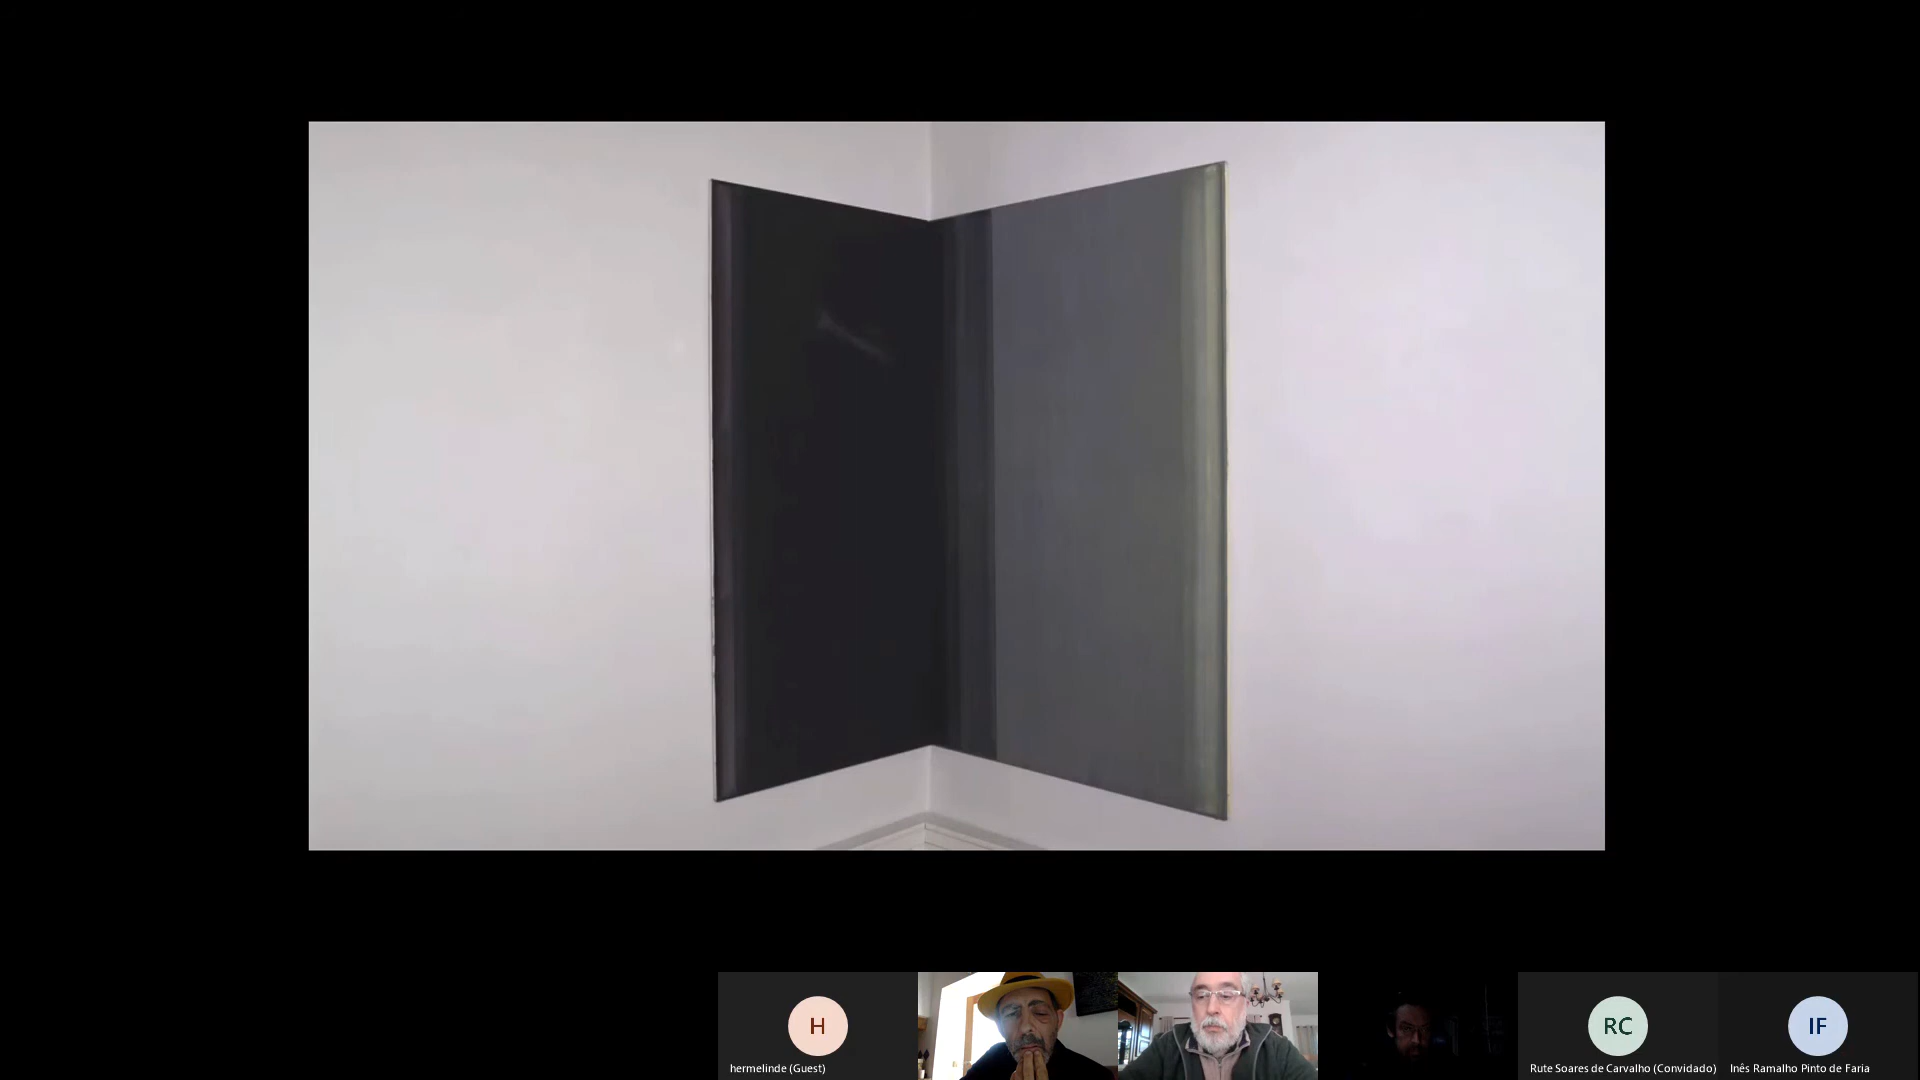 H
hermelinde (Guest)
RC
Rute Soares de Carvalho (Convidado)
IF
Inês Ramalho Pinto de Faria